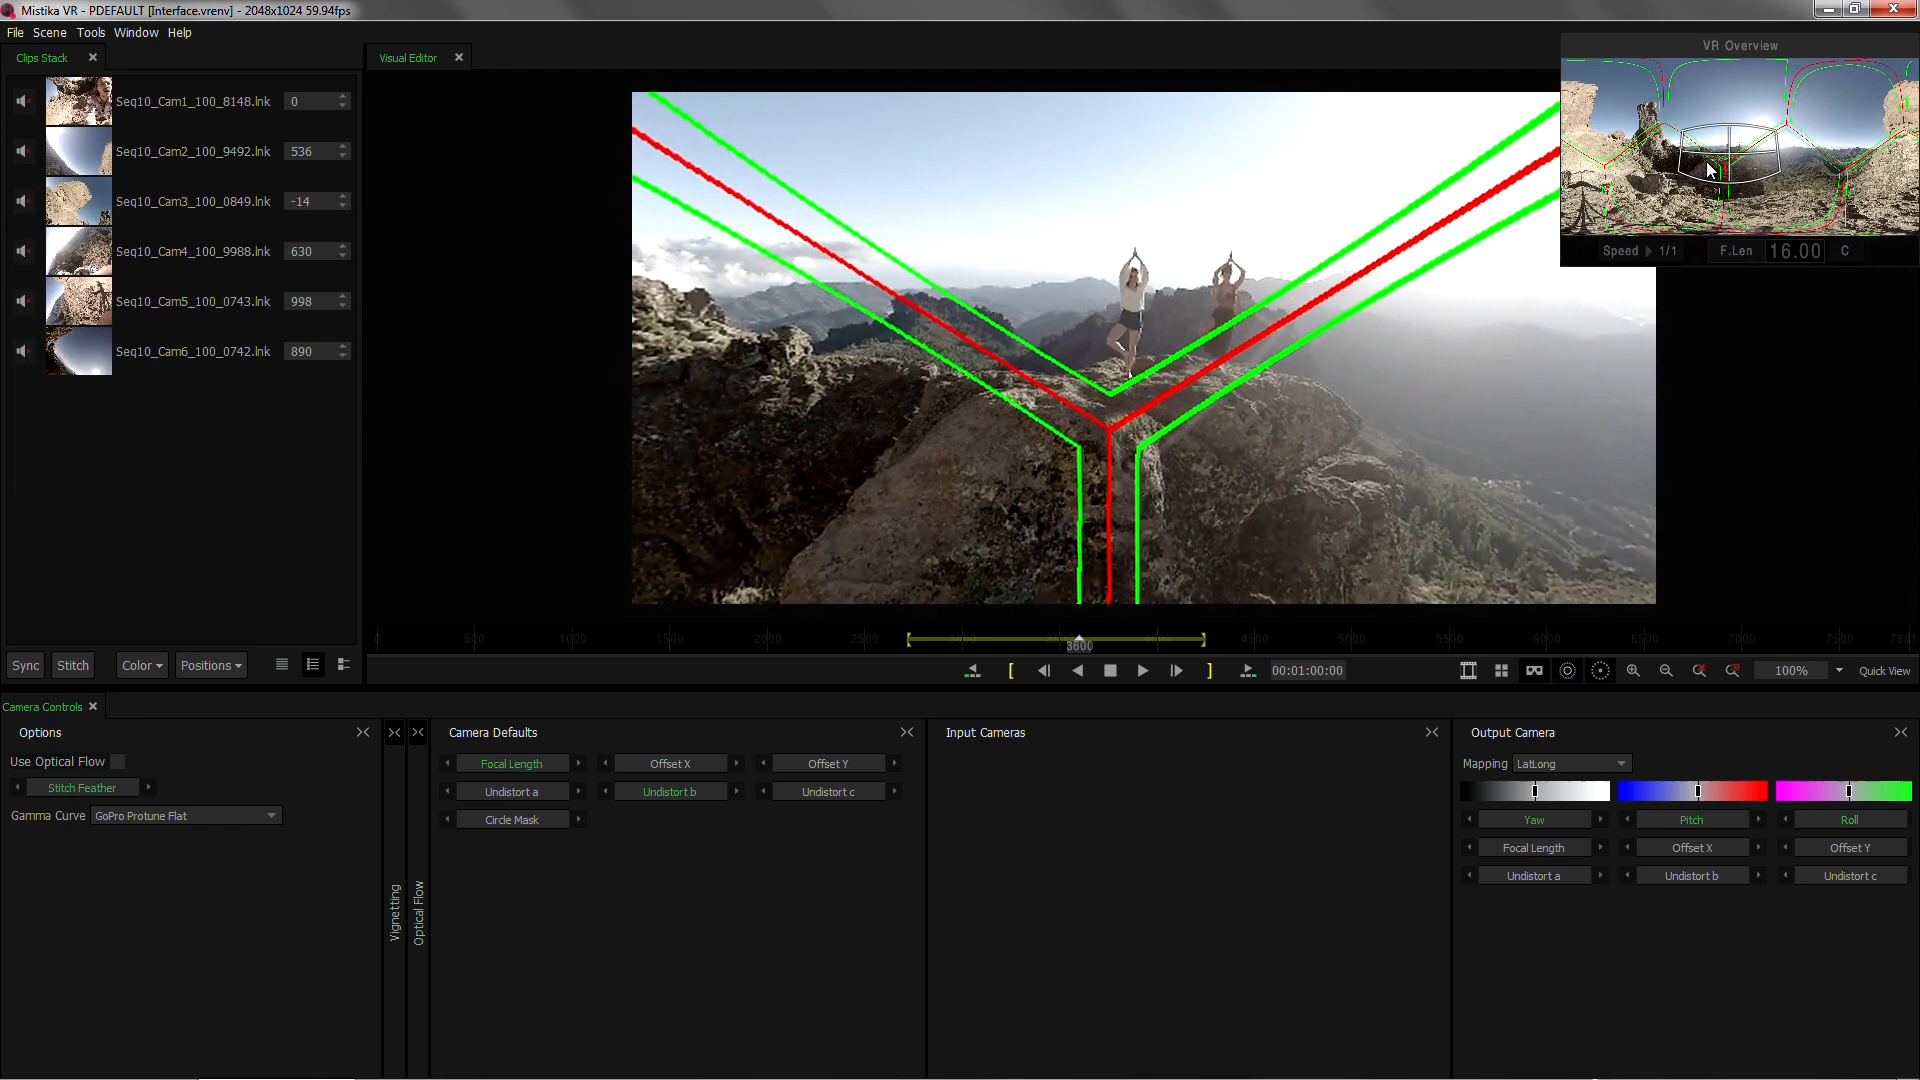 Mistika VR - PDEFAULT [Interface.vrenv] - 2048x1024 59.94fps
File Scene Tools Window Help
Clips Stack
Visual Editor
VR Overview
Seq10_Cam1_100_8148.lnk 0
Seq10_Cam2_100_9492.lnk 536
Seq10_Cam3_100_0849.lnk -14
Seq10_Cam4_100_9988.lnk 630
Seq10_Cam5_100_0743.lnk 998
Seq10_Cam6_100_0742.lnk 890
Speed 1/1 F.Len 16.00 C
0 500 1000 1500 2000 2500 3000 3600 4000 4500 5000 5500 6000 6500 7000 7500
Sync Stitch Color Positions
[ ] 00:01:00:00 100% Quick View
Camera Controls
Options
Use Optical Flow
Stitch Feather
Gamma Curve GoPro Protune Flat
Vignetting
Optical Flow
Camera Defaults
Focal Length Offset X Offset Y
Undistort a Undistort b Undistort c
Circle Mask
Input Cameras
Output Camera
Mapping LatLong
Yaw Pitch Roll
Focal Length Offset X Offset Y
Undistort a Undistort b Undistort c